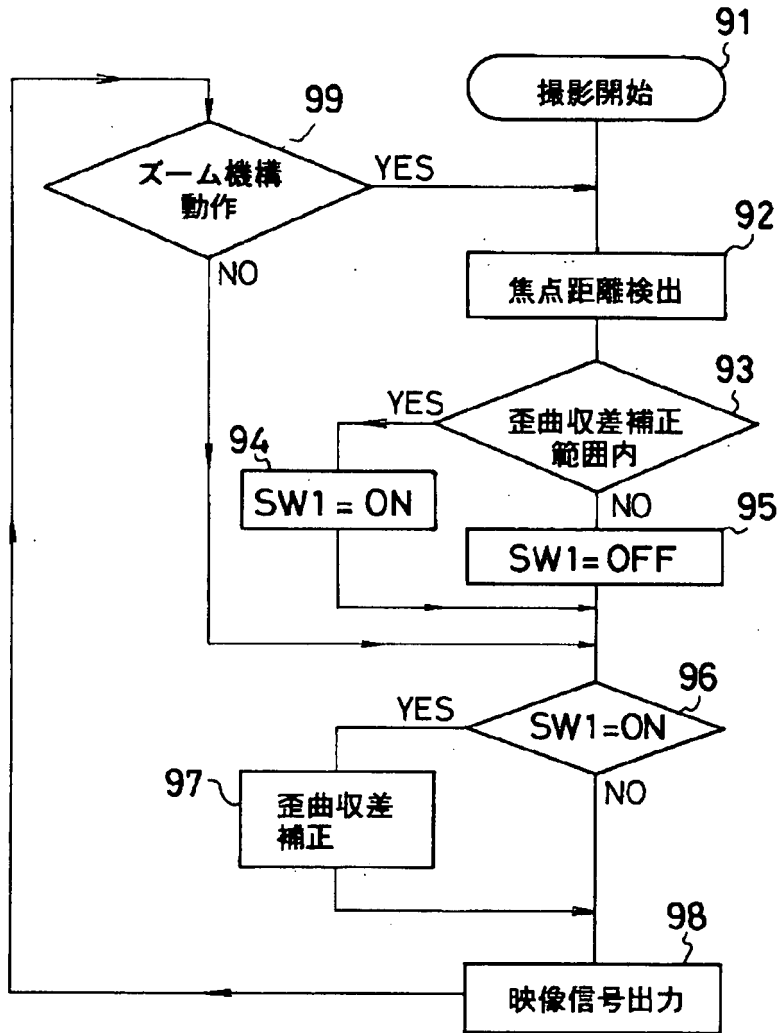 91
撮影開始
99
ズーム機構
動作
YES
NO
92
焦点距離検出
93
歪曲収差補正
範囲内
YES
NO
94
SW1=ON
95
SW1=OFF
96
SW1=ON
YES
NO
97
歪曲収差
補正
98
映像信号出力